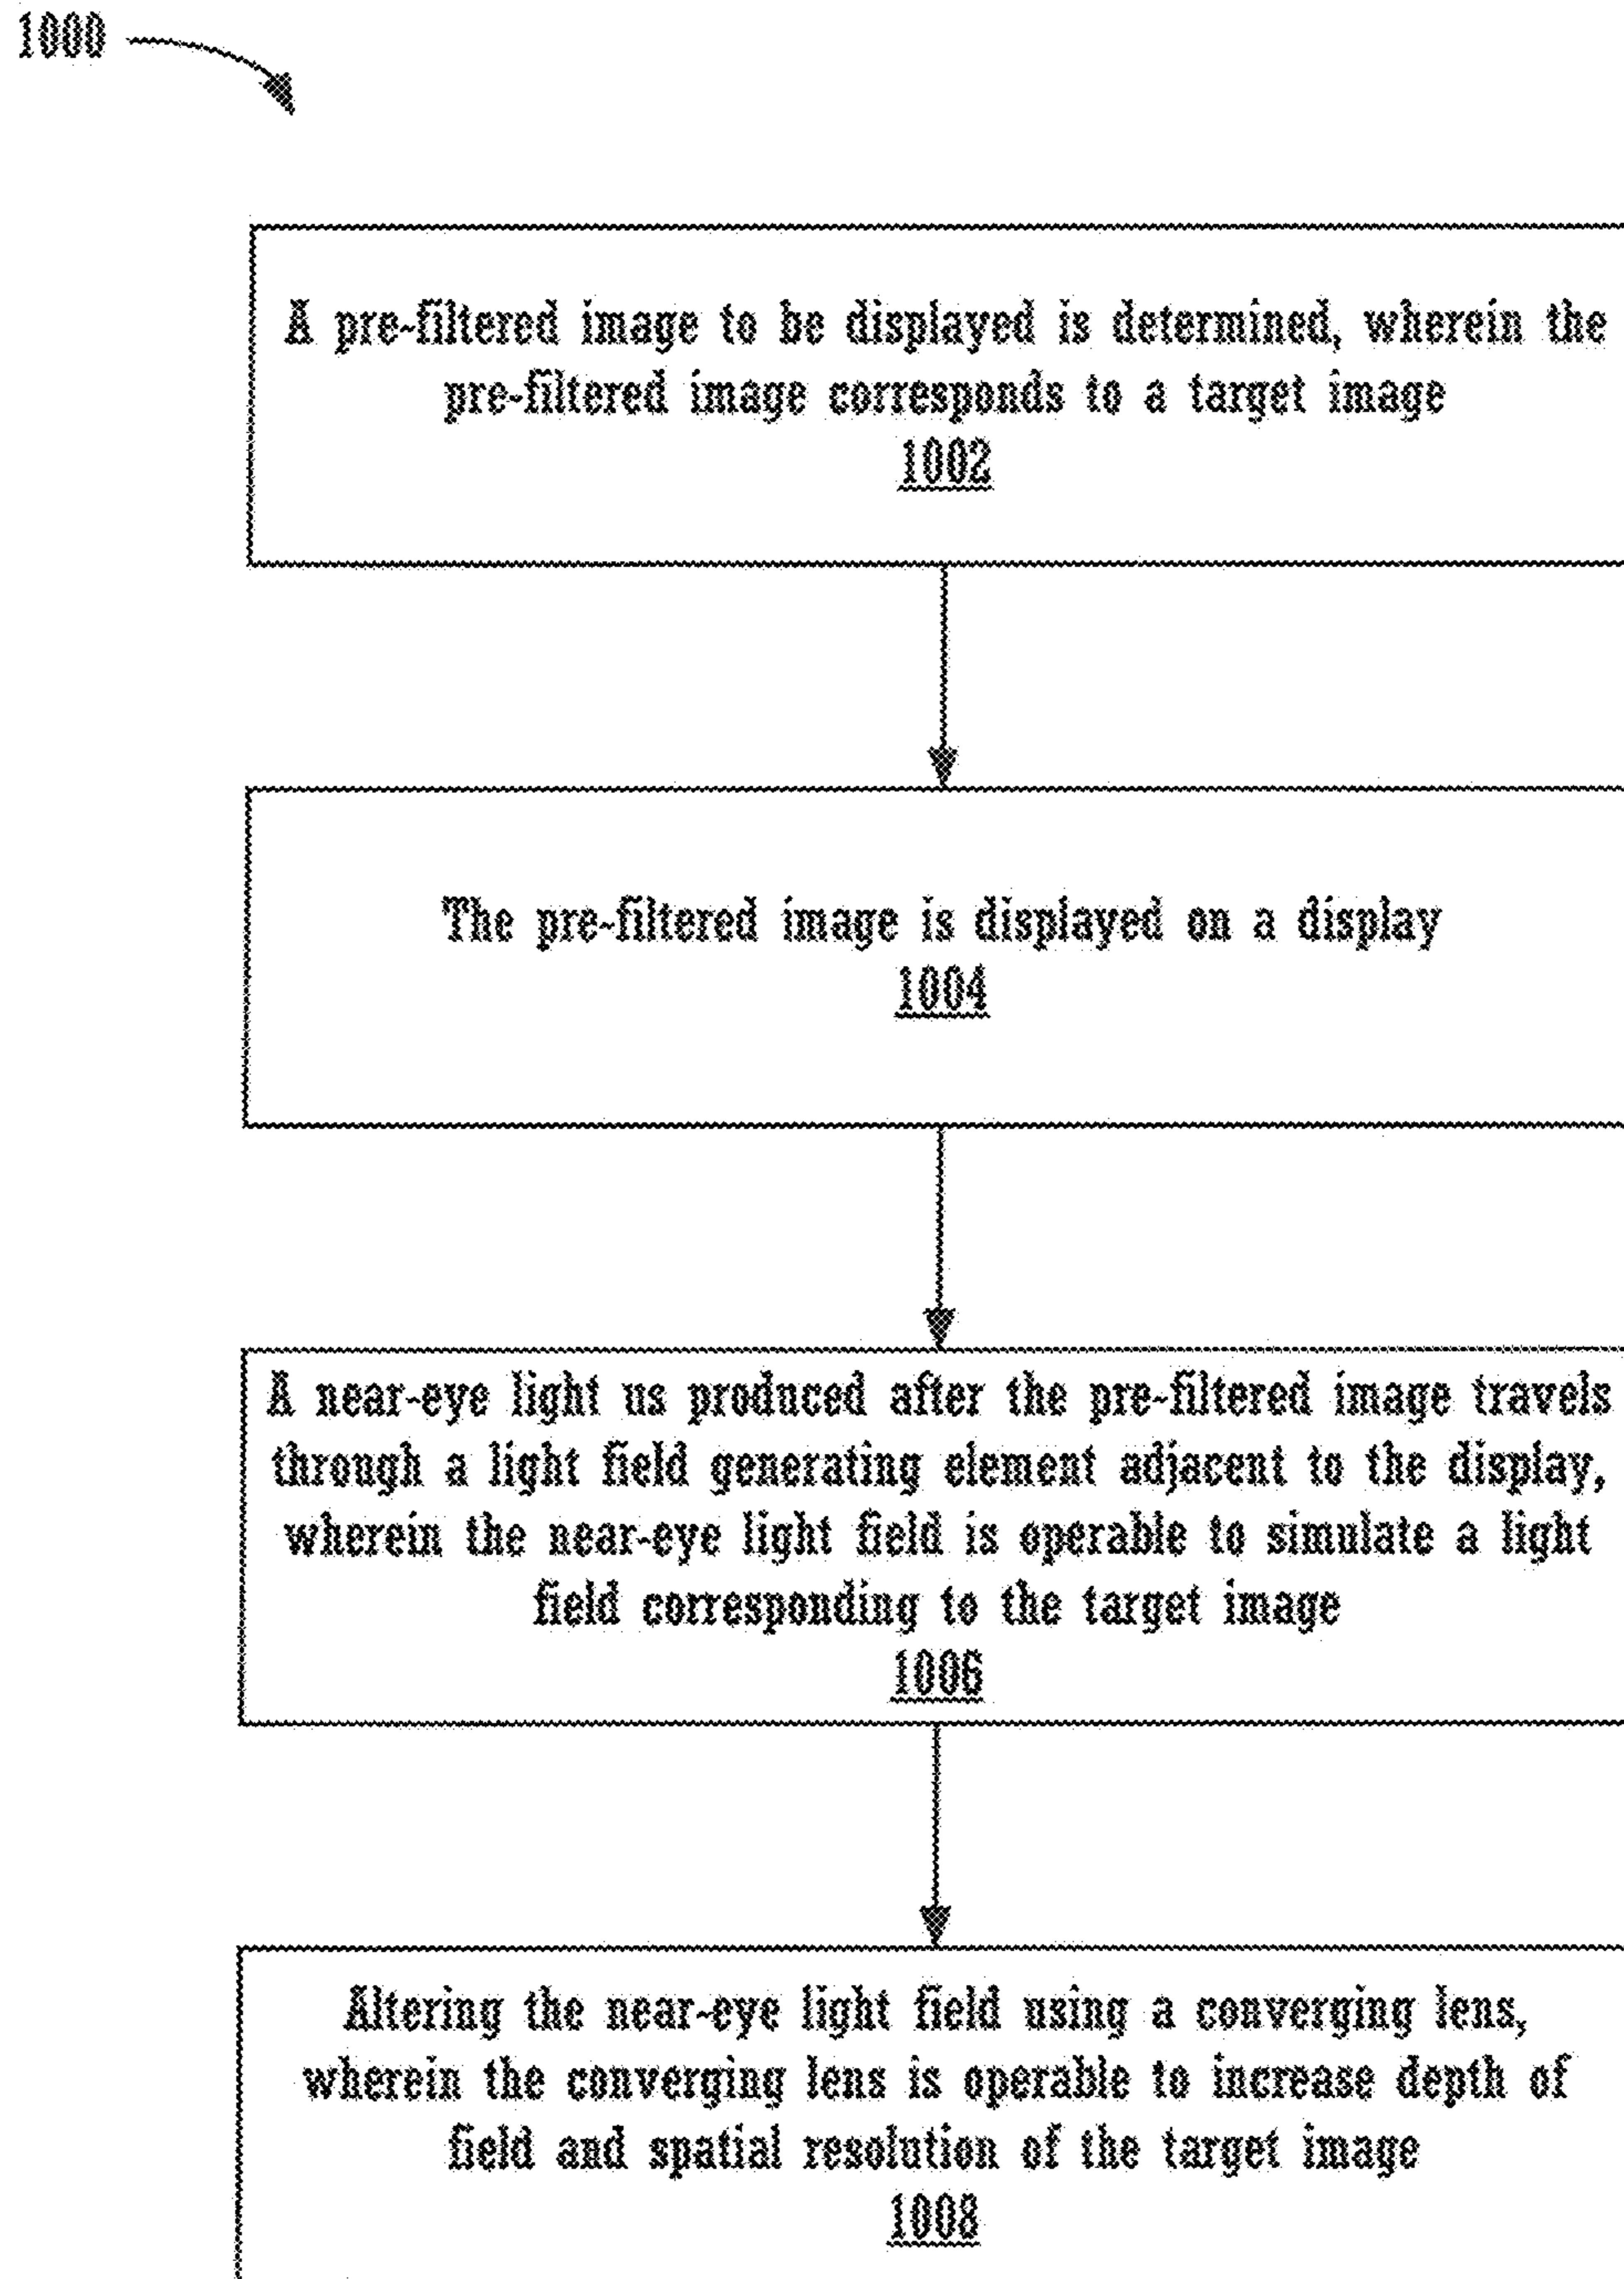 1000
A pre-filtered image to be displayed is determined, wherein the
pre-filtered image corresponds to a target image
1002
The pre-filtered image is displayed on a display
1004
A near-eye light us produced after the pre-filtered image travels
through a light field generating element adjacent to the display,
wherein the near-eye light field is operable to simulate a light
field corresponding to the target image
1006
Altering the near-eye light field using a converging lens,
wherein the converging lens is operable to increase depth of
field and spatial resolution of the target image
1008